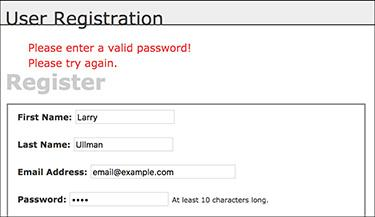 User Registration
Please enter a valid password!
Please try again.
Register
First Name: Larry
Last Name: Ullman
Email Address: email@example.com
Password: •••• At least 10 characters long.